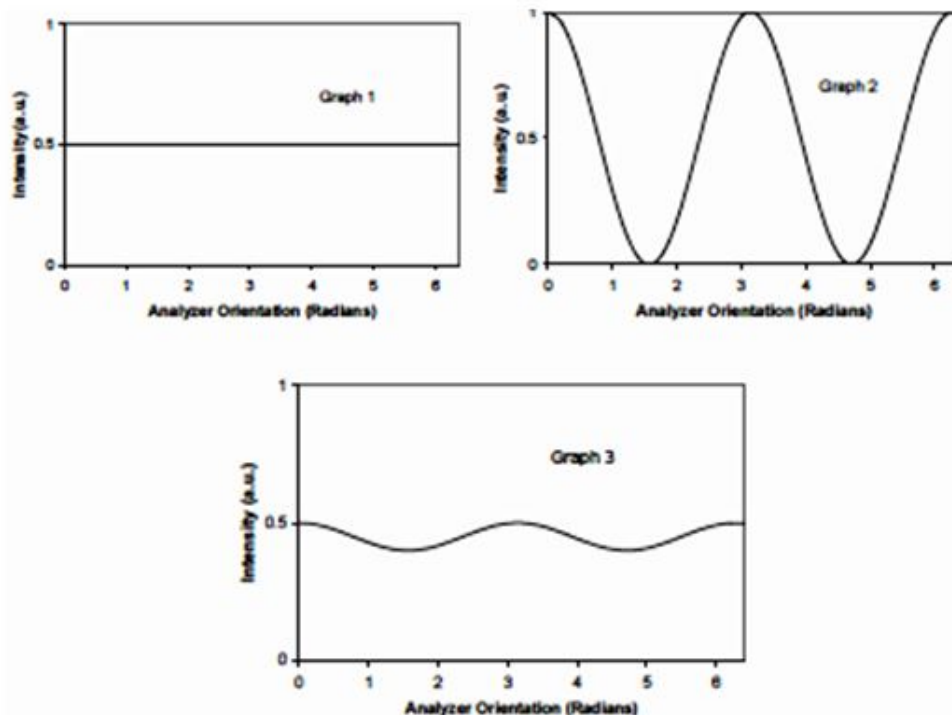 1
Graph 1
Intensity (a.u.)
0.5
0
0 1 2 3 4 5 6
Analyzer Orientation (Radians)
1
Graph 2
Intensity (a.u.)
0.5
0
0 1 2 3 4 5 6
Analyzer Orientation (Radians)
1
Graph 3
Intensity (a.u.)
0.5
0
0 1 2 3 4 5 6
Analyzer Orientation (Radians)